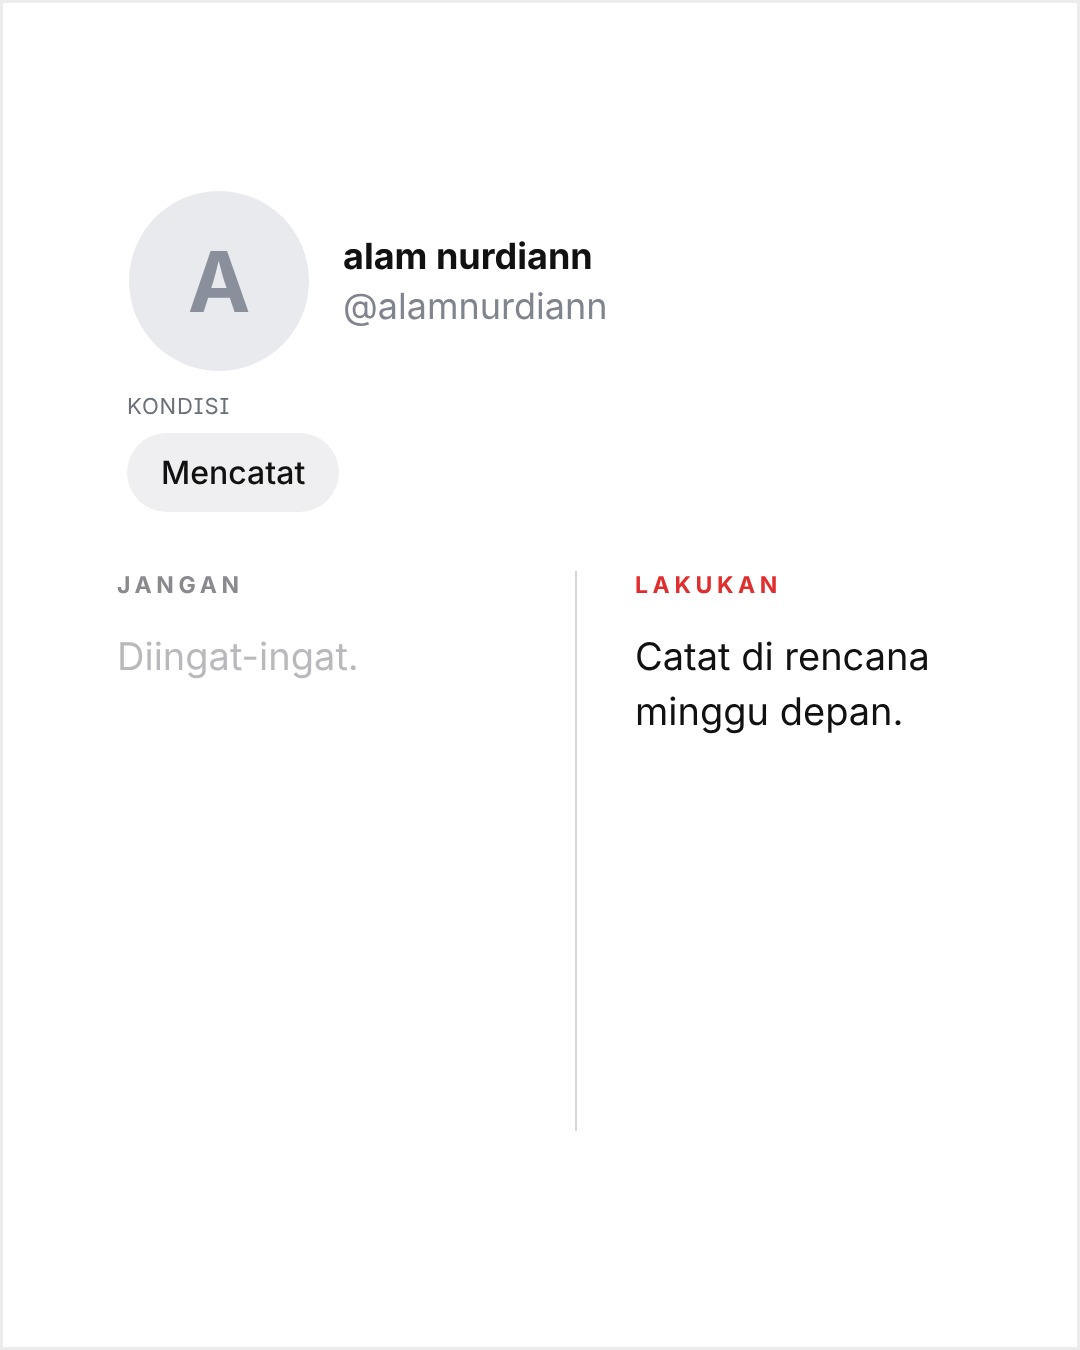 A
alam nurdiann
@alamnurdiann
KONDISI
Mencatat
JANGAN
Diingat-ingat.
LAKUKAN
Catat di rencana
minggu depan.